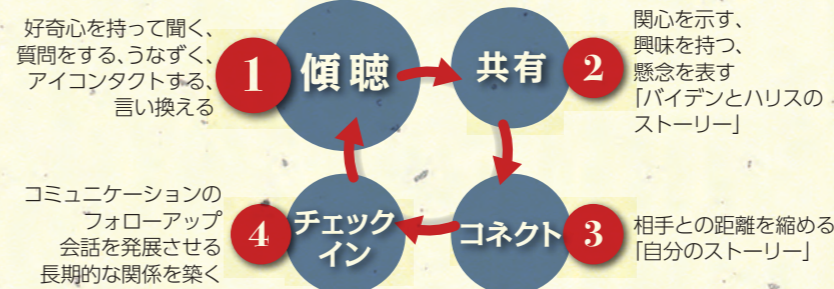 好奇心を持って聞く、
質問をする、うなずく、
アイコンタクトする、
言い換える
1
傾聴
共有
2
関心を示す、
興味を持つ、
懸念を表す
「バイデンとハリスの
ストーリー」
コミュニケーションの
フォローアップ
会話を発展させる
長期的な関係を築く
4
チェック
イン
コネクト
3
相手との距離を縮める
「自分のストーリー」